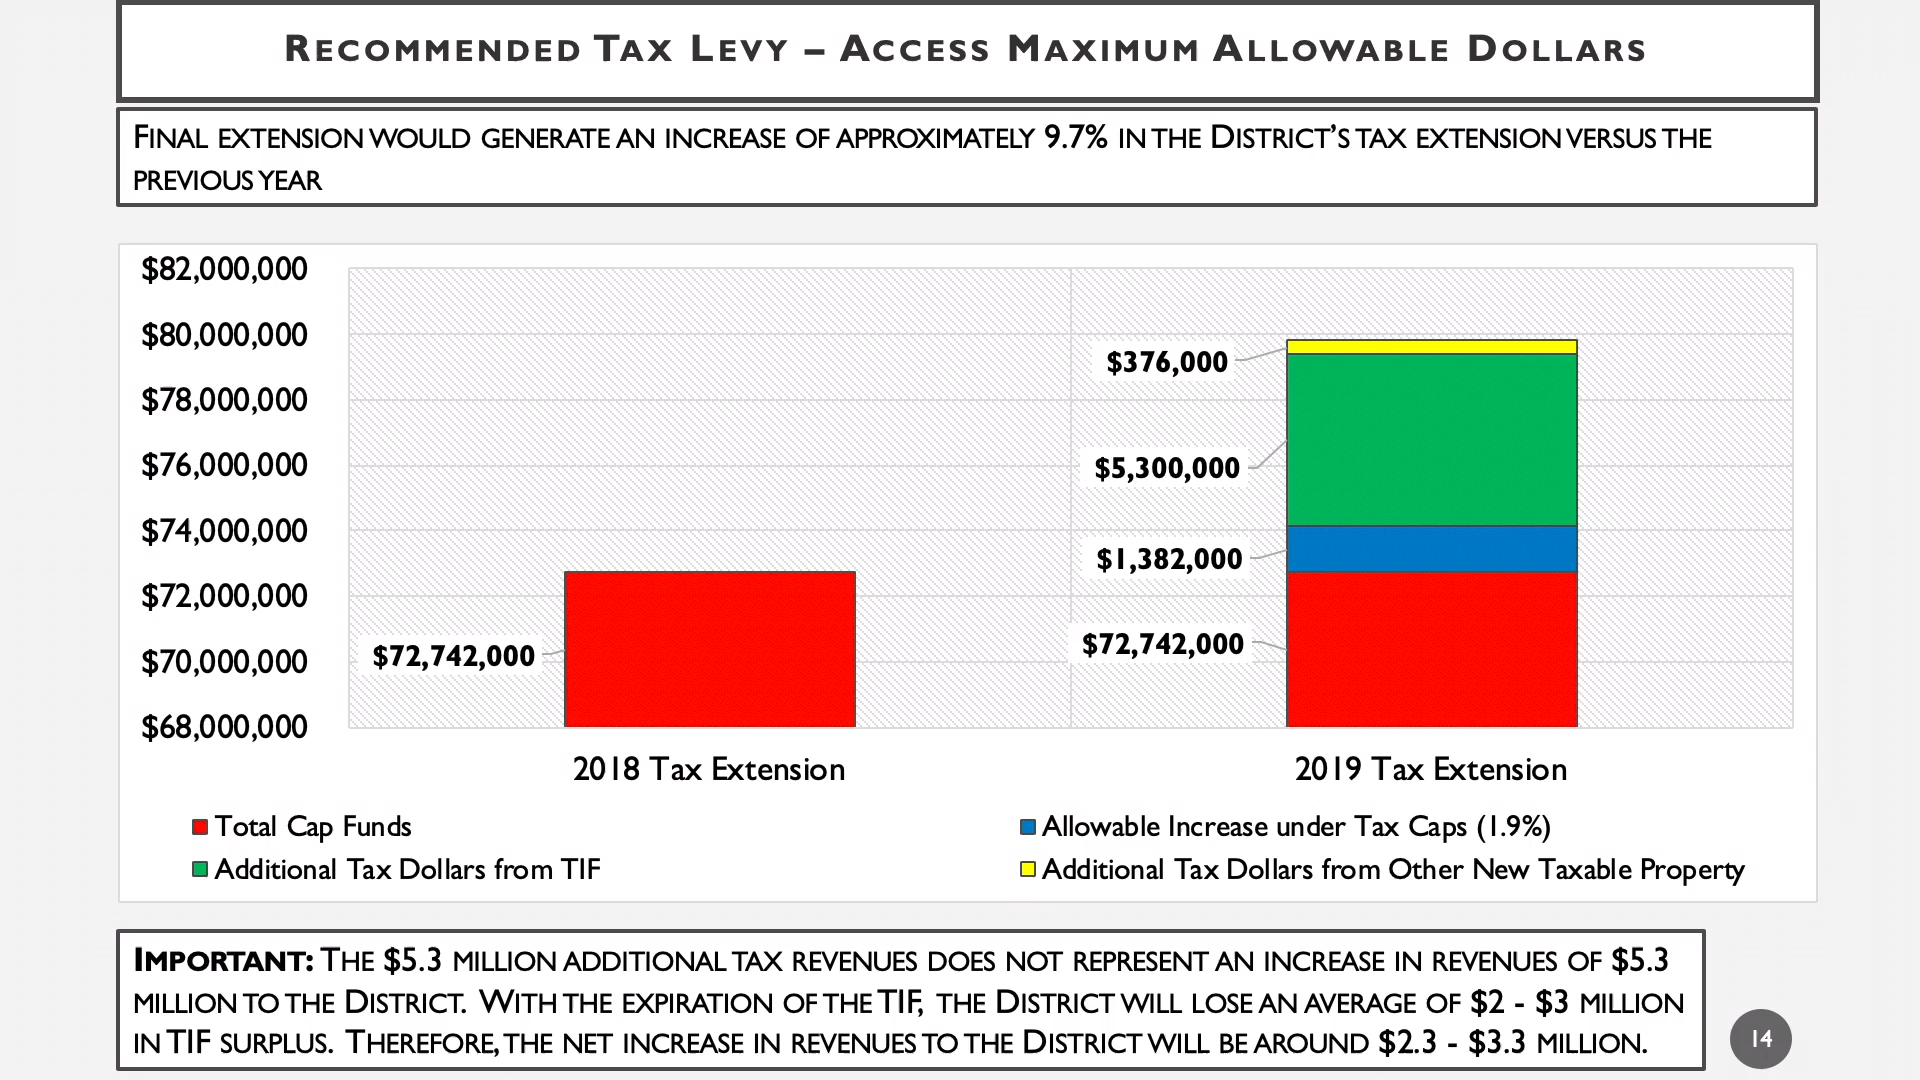 RECOMMENDED TAX LEVY – ACCESS MAXIMUM ALLOWABLE DOLLARS
FINAL EXTENSION WOULD GENERATE AN INCREASE OF APPROXIMATELY 9.7% IN THE DISTRICT'S TAX EXTENSION VERSUS THE
PREVIOUS YEAR
$82,000,000
$80,000,000
$78,000,000
$76,000,000
$74,000,000
$72,000,000
$70,000,000
$68,000,000
$72,742,000
$376,000
$5,300,000
$1,382,000
$72,742,000
2018 Tax Extension
2019 Tax Extension
Total Cap Funds
Allowable Increase under Tax Caps (1.9%)
Additional Tax Dollars from TIF
Additional Tax Dollars from Other New Taxable Property
IMPORTANT: THE $5.3 MILLION ADDITIONAL TAX REVENUES DOES NOT REPRESENT AN INCREASE IN REVENUES OF $5.3
MILLION TO THE DISTRICT. WITH THE EXPIRATION OF THE TIF, THE DISTRICT WILL LOSE AN AVERAGE OF $2 - $3 MILLION
IN TIF SURPLUS. THEREFORE, THE NET INCREASE IN REVENUES TO THE DISTRICT WILL BE AROUND $2.3 - $3.3 MILLION.
14